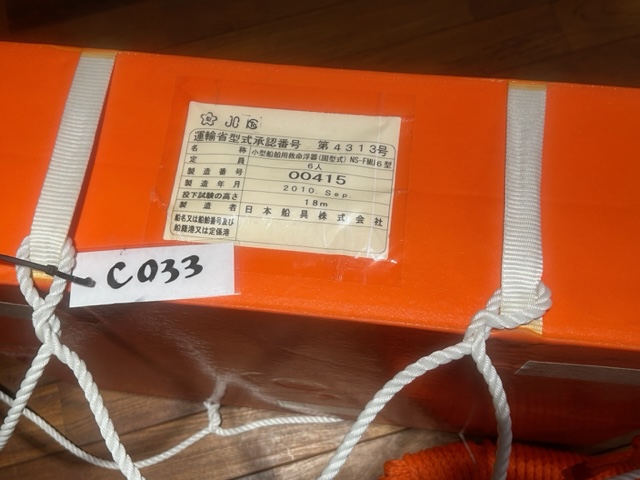 JCI
運輸省型式承認番号 第4313号
名称 小型船舶用救命浮器(固型式) NS-FMU6型
定員 6人
製造番号 00415
製造年月 2010. Sep.
投下試験の高さ 18m
製造者 日本船具株式会社
船名又は船舶番号及び
船籍港又は定係港
C033